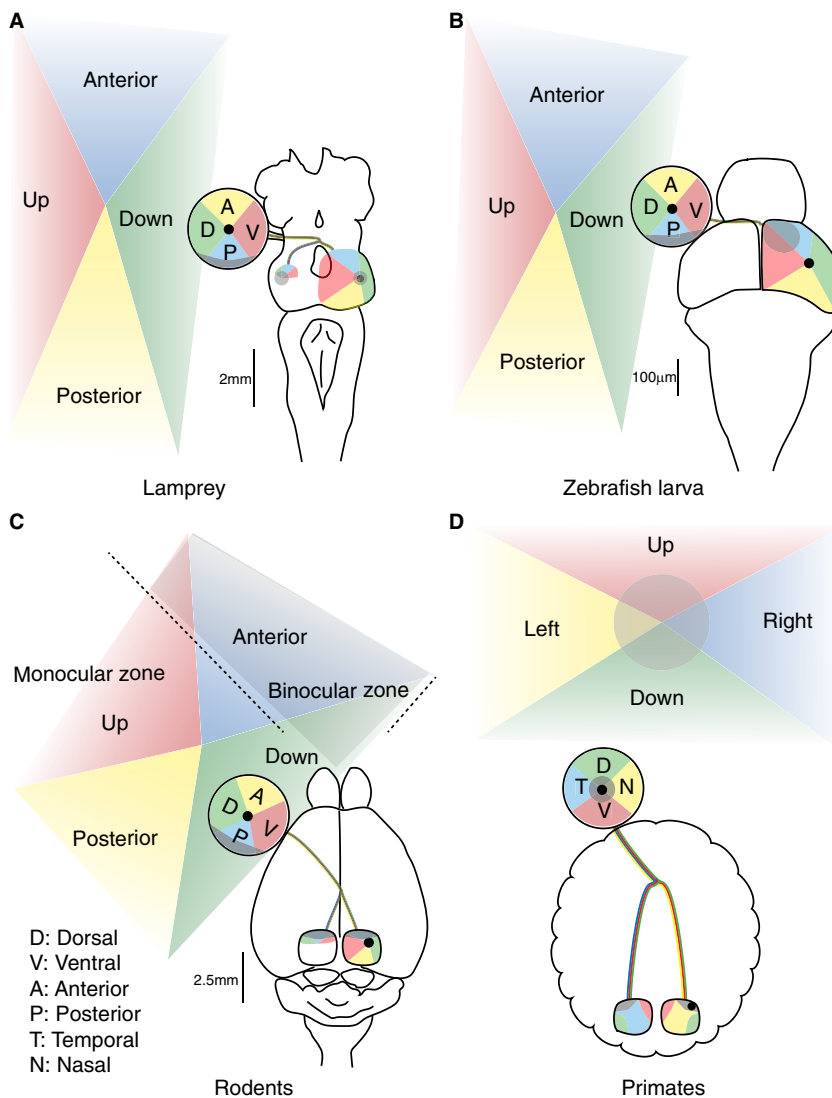 A
Anterior
Up
Down
Posterior
A
D
V
P
2mm
Lamprey
B
Anterior
Up
Down
Posterior
A
D
V
P
100μm
Zebrafish larva
C
Anterior
Monocular zone
Binocular zone
Up
Down
Posterior
A
D
V
P
D: Dorsal
V: Ventral
A: Anterior
P: Posterior
T: Temporal
N: Nasal
2.5mm
Rodents
D
Up
Left
Right
Down
D
T
N
V
Primates